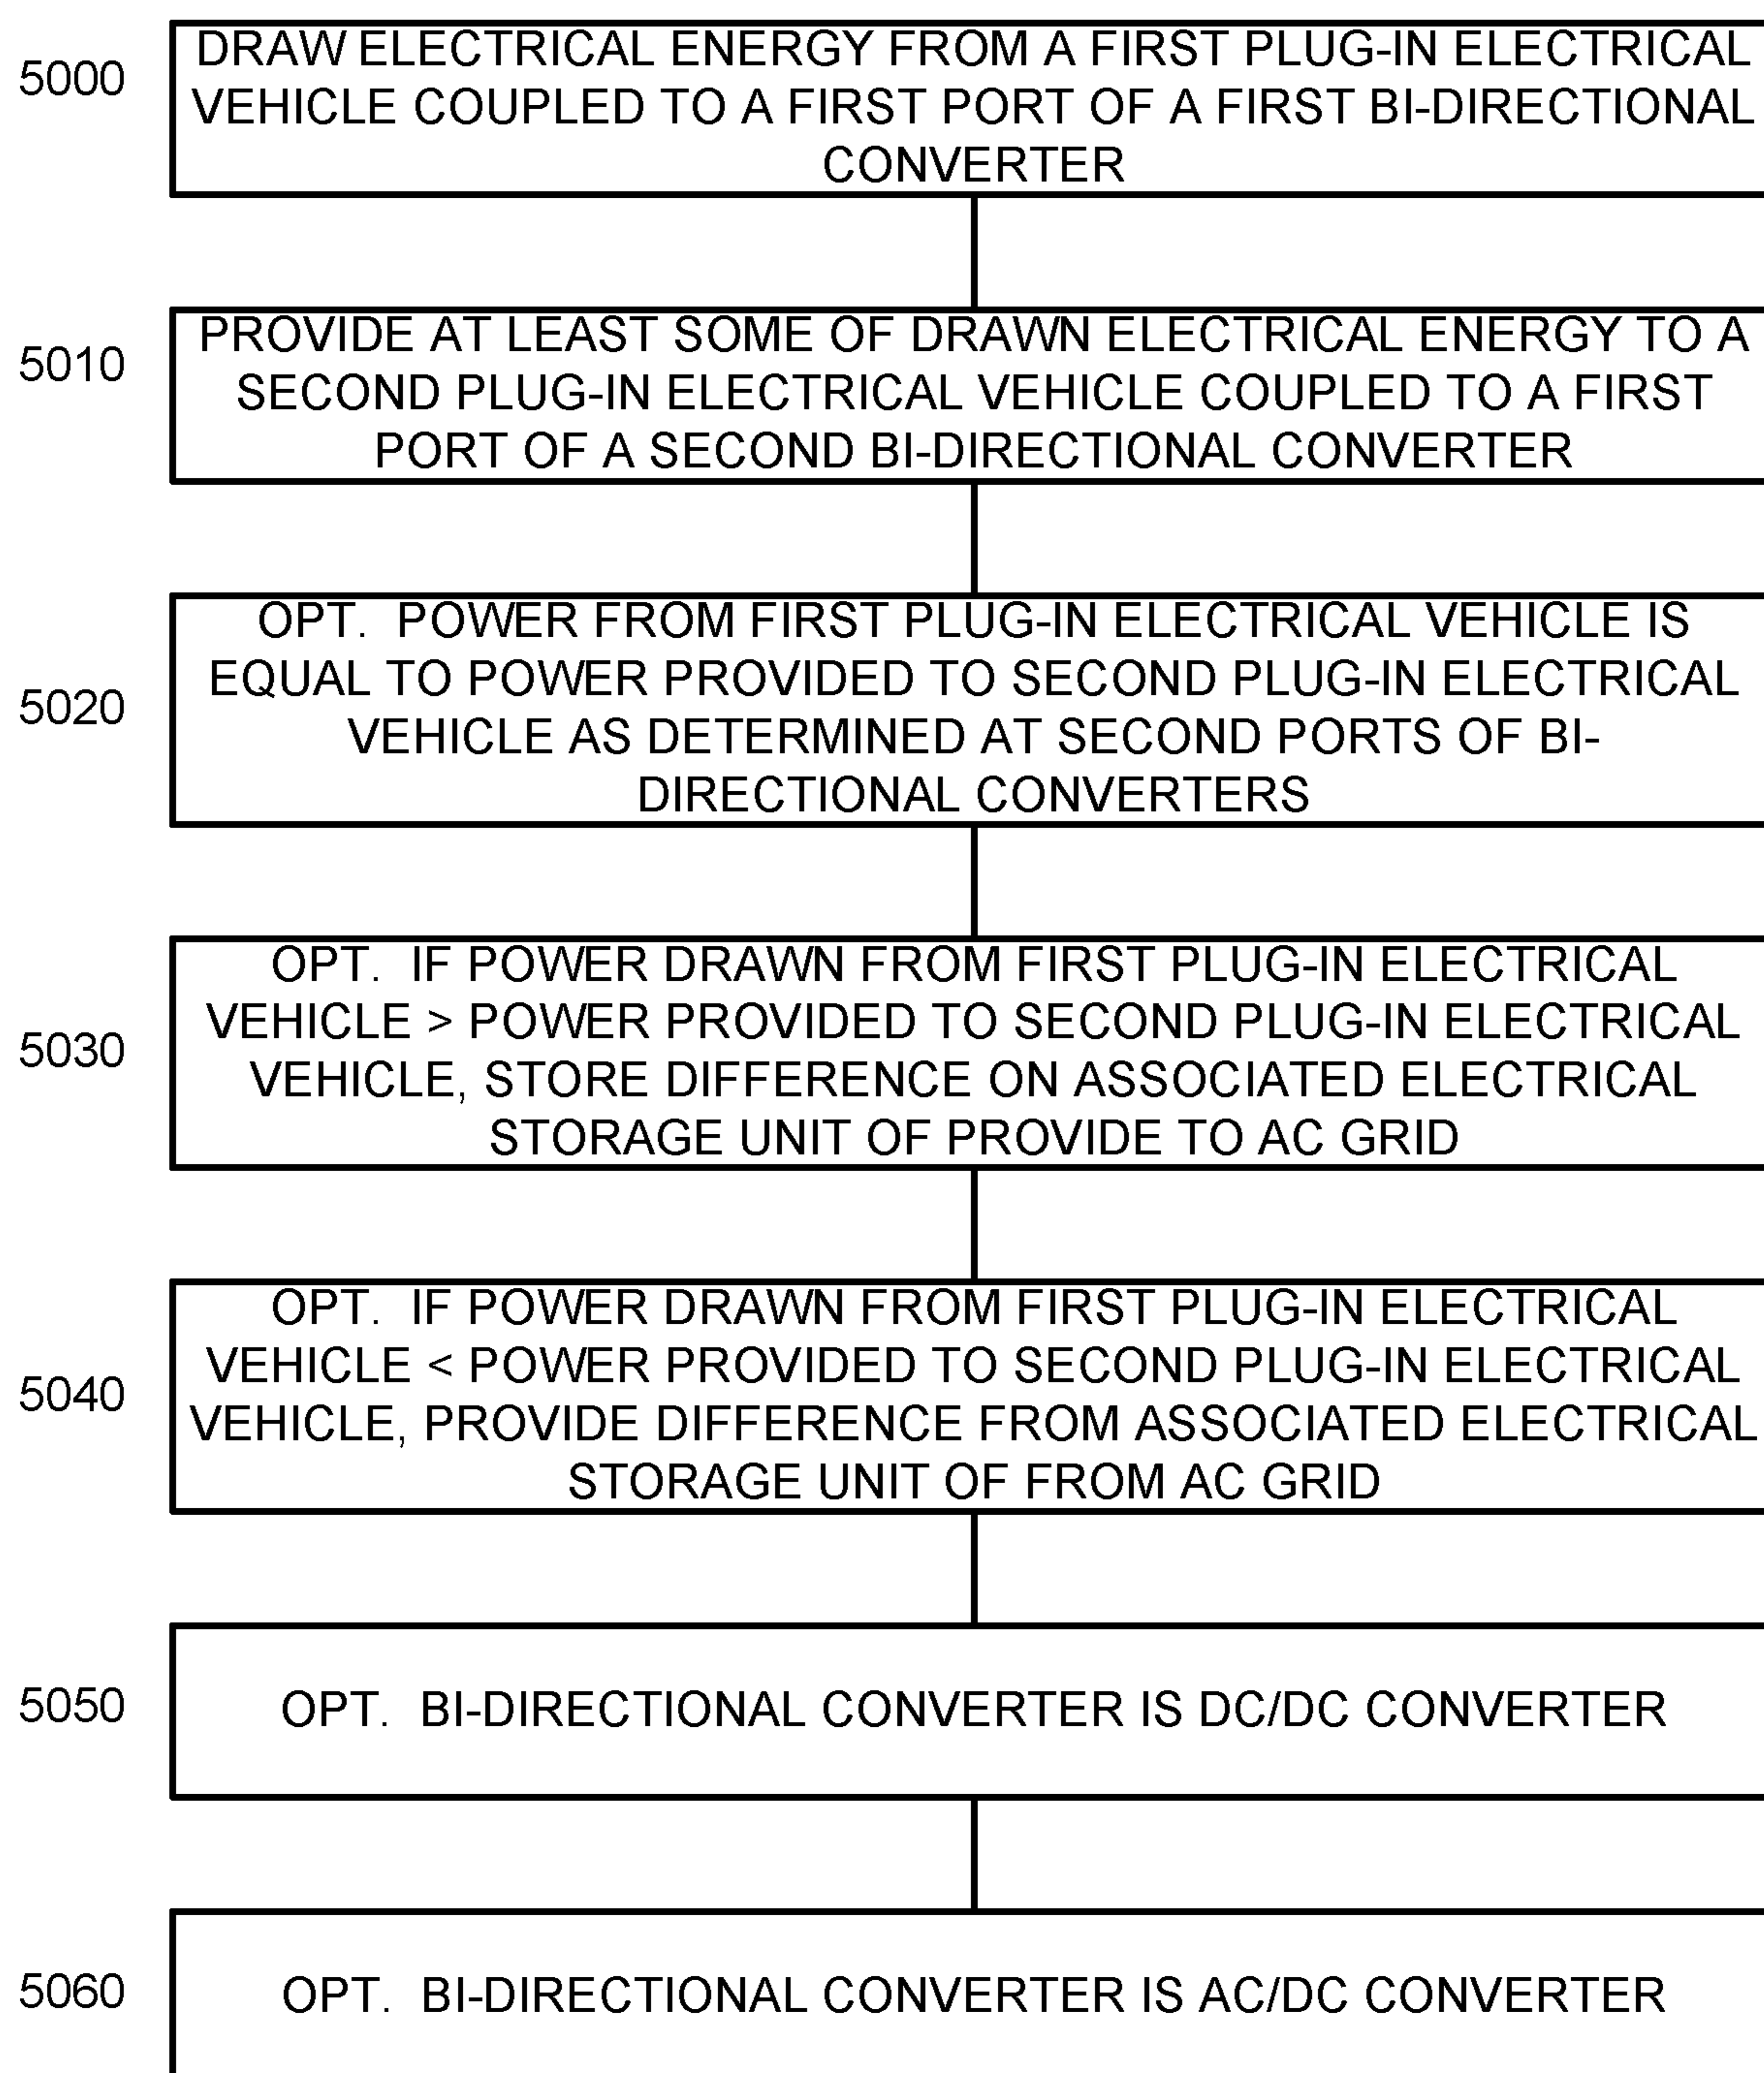 5000
DRAW ELECTRICAL ENERGY FROM A FIRST PLUG-IN ELECTRICAL
VEHICLE COUPLED TO A FIRST PORT OF A FIRST BI-DIRECTIONAL
CONVERTER
5010
PROVIDE AT LEAST SOME OF DRAWN ELECTRICAL ENERGY TO A
SECOND PLUG-IN ELECTRICAL VEHICLE COUPLED TO A FIRST
PORT OF A SECOND BI-DIRECTIONAL CONVERTER
5020
OPT. POWER FROM FIRST PLUG-IN ELECTRICAL VEHICLE IS
EQUAL TO POWER PROVIDED TO SECOND PLUG-IN ELECTRICAL
VEHICLE AS DETERMINED AT SECOND PORTS OF BI-
DIRECTIONAL CONVERTERS
5030
OPT. IF POWER DRAWN FROM FIRST PLUG-IN ELECTRICAL
VEHICLE > POWER PROVIDED TO SECOND PLUG-IN ELECTRICAL
VEHICLE, STORE DIFFERENCE ON ASSOCIATED ELECTRICAL
STORAGE UNIT OF PROVIDE TO AC GRID
5040
OPT. IF POWER DRAWN FROM FIRST PLUG-IN ELECTRICAL
VEHICLE < POWER PROVIDED TO SECOND PLUG-IN ELECTRICAL
VEHICLE, PROVIDE DIFFERENCE FROM ASSOCIATED ELECTRICAL
STORAGE UNIT OF FROM AC GRID
5050
OPT. BI-DIRECTIONAL CONVERTER IS DC/DC CONVERTER
5060
OPT. BI-DIRECTIONAL CONVERTER IS AC/DC CONVERTER